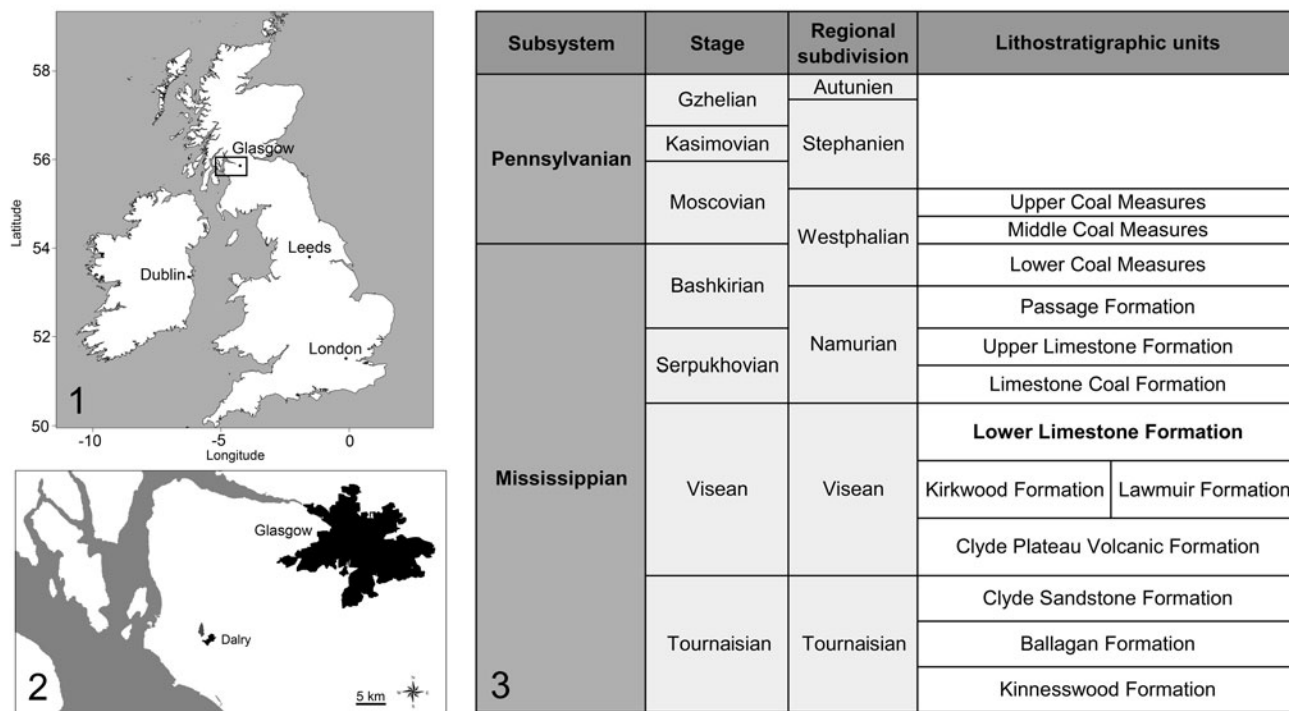 58
56
54
52
50
Latitude
-10
-5
0
Longitude
Glasgow
Leeds
Dublin
London
1
Glasgow
Dalry
5 km
2
Subsystem
Stage
Regional
subdivision
Lithostratigraphic units
Pennsylvanian
Mississippian
Gzhelian
Kasimovian
Moscovian
Bashkirian
Serpukhovian
Visean
Tournaisian
Autunien
Stephanien
Westphalian
Namurian
Visean
Tournaisian
Upper Coal Measures
Middle Coal Measures
Lower Coal Measures
Passage Formation
Upper Limestone Formation
Limestone Coal Formation
Lower Limestone Formation
Kirkwood Formation
Lawmuir Formation
Clyde Plateau Volcanic Formation
Clyde Sandstone Formation
Ballagan Formation
Kinnesswood Formation
3